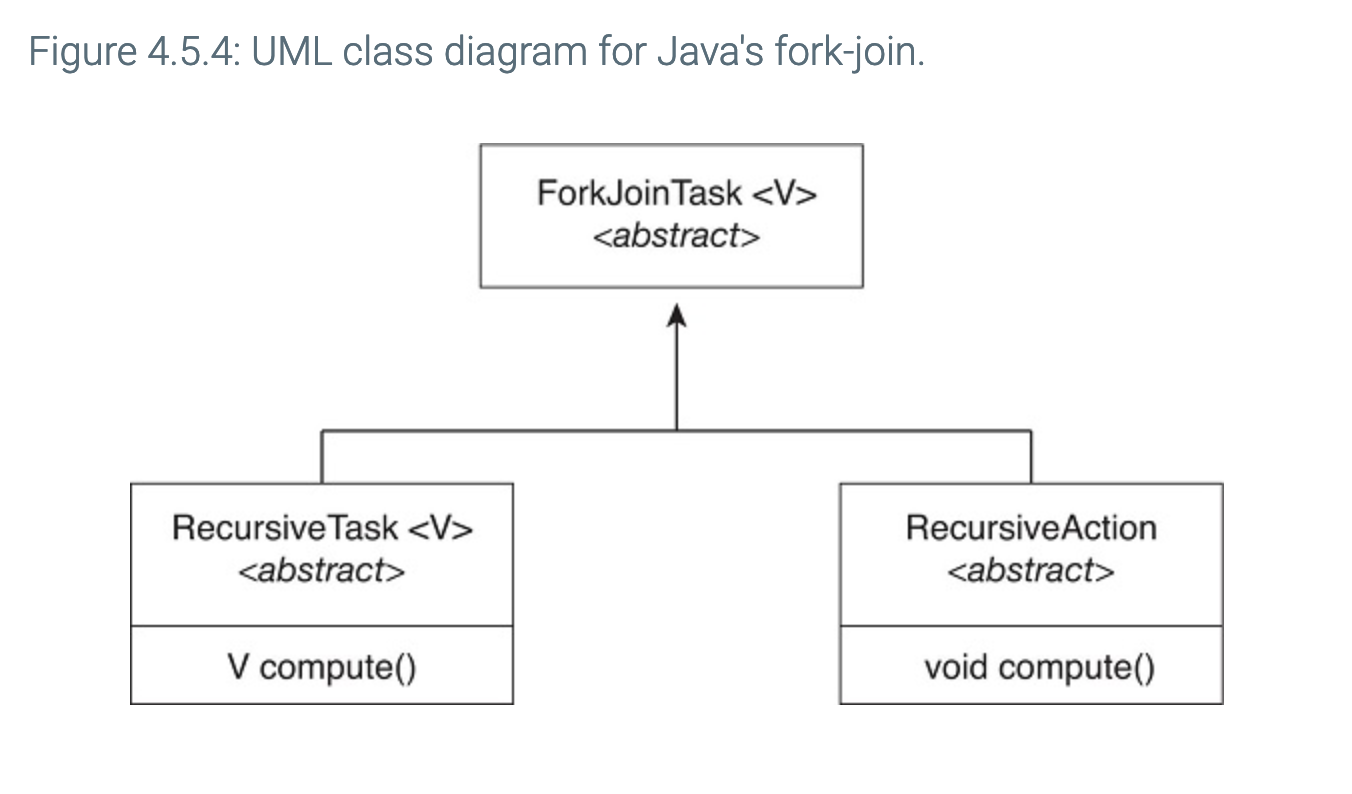 Figure 4.5.4: UML class diagram for Java's fork-join.
ForkJoinTask <V>
<abstract>
RecursiveTask <V>
<abstract>
V compute()
RecursiveAction
<abstract>
void compute()